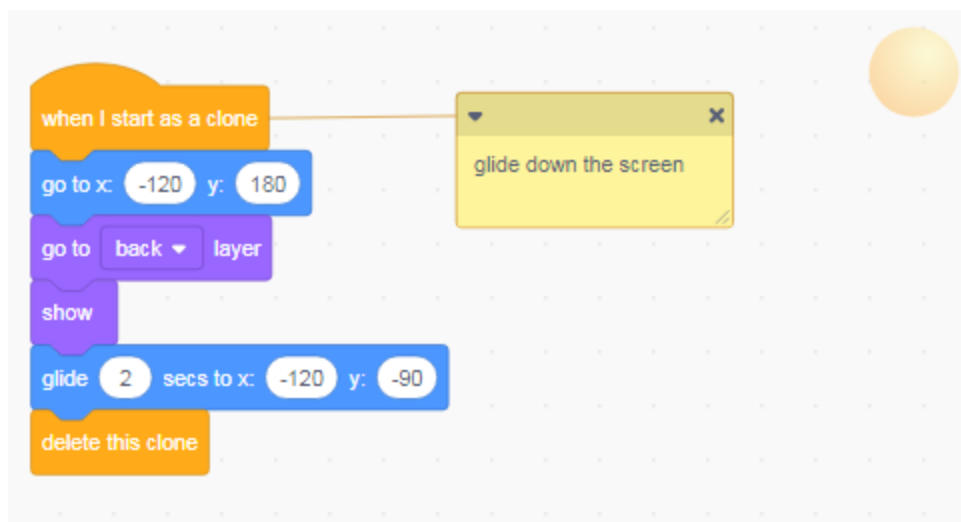 when I start as a clone
go to x: -120 y: 180
glide down the screen
go to back layer
show
glide 2 secs to x: -120 y: -90
delete this clone